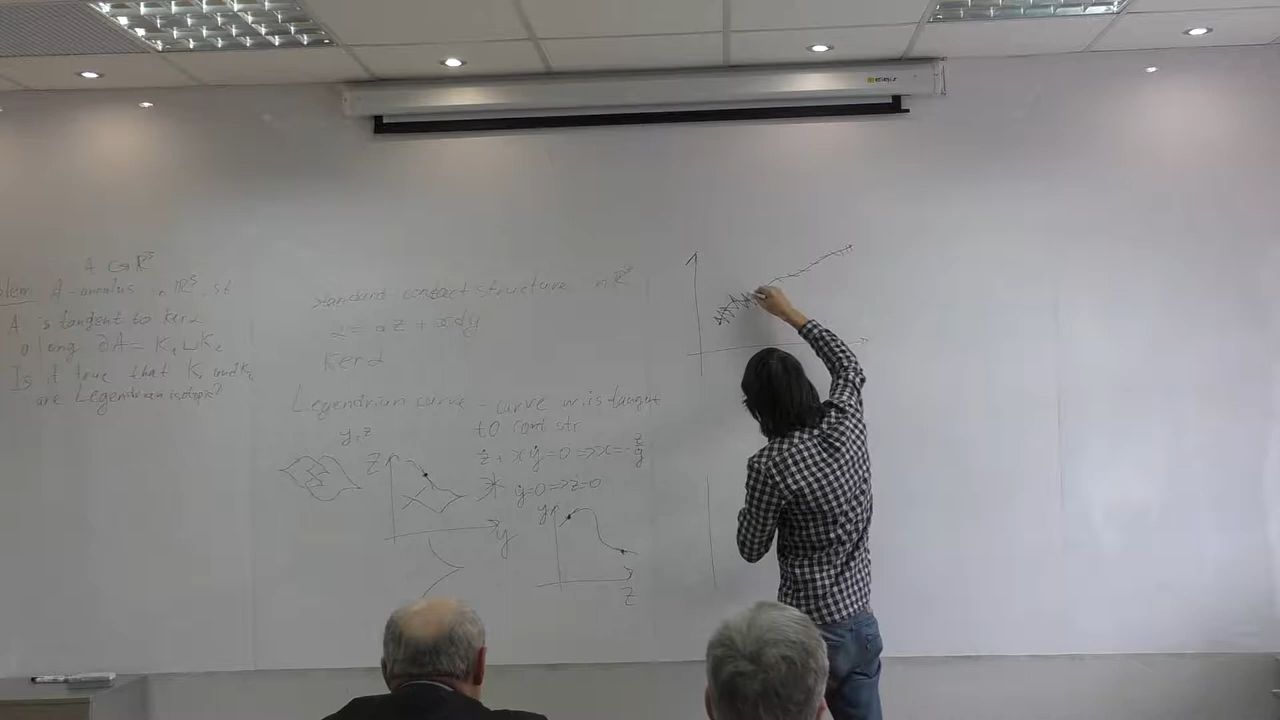 A ↪ ℝ³
A - annulus in ℝ³, st
A is tangent to ker α
along ∂A = K₁ ⊔ K₂
Is it true that K₁ and K₂
are Legendrian isotopic?
standard contact structure in ℝ³
α = dz + xdy
ker α
Legendrian curve - curve is tangent
to cont str
y, z
ż + xẏ = 0 => x = -ż/ẏ
ẏ=0 => ż=0
Z
y
y
Z